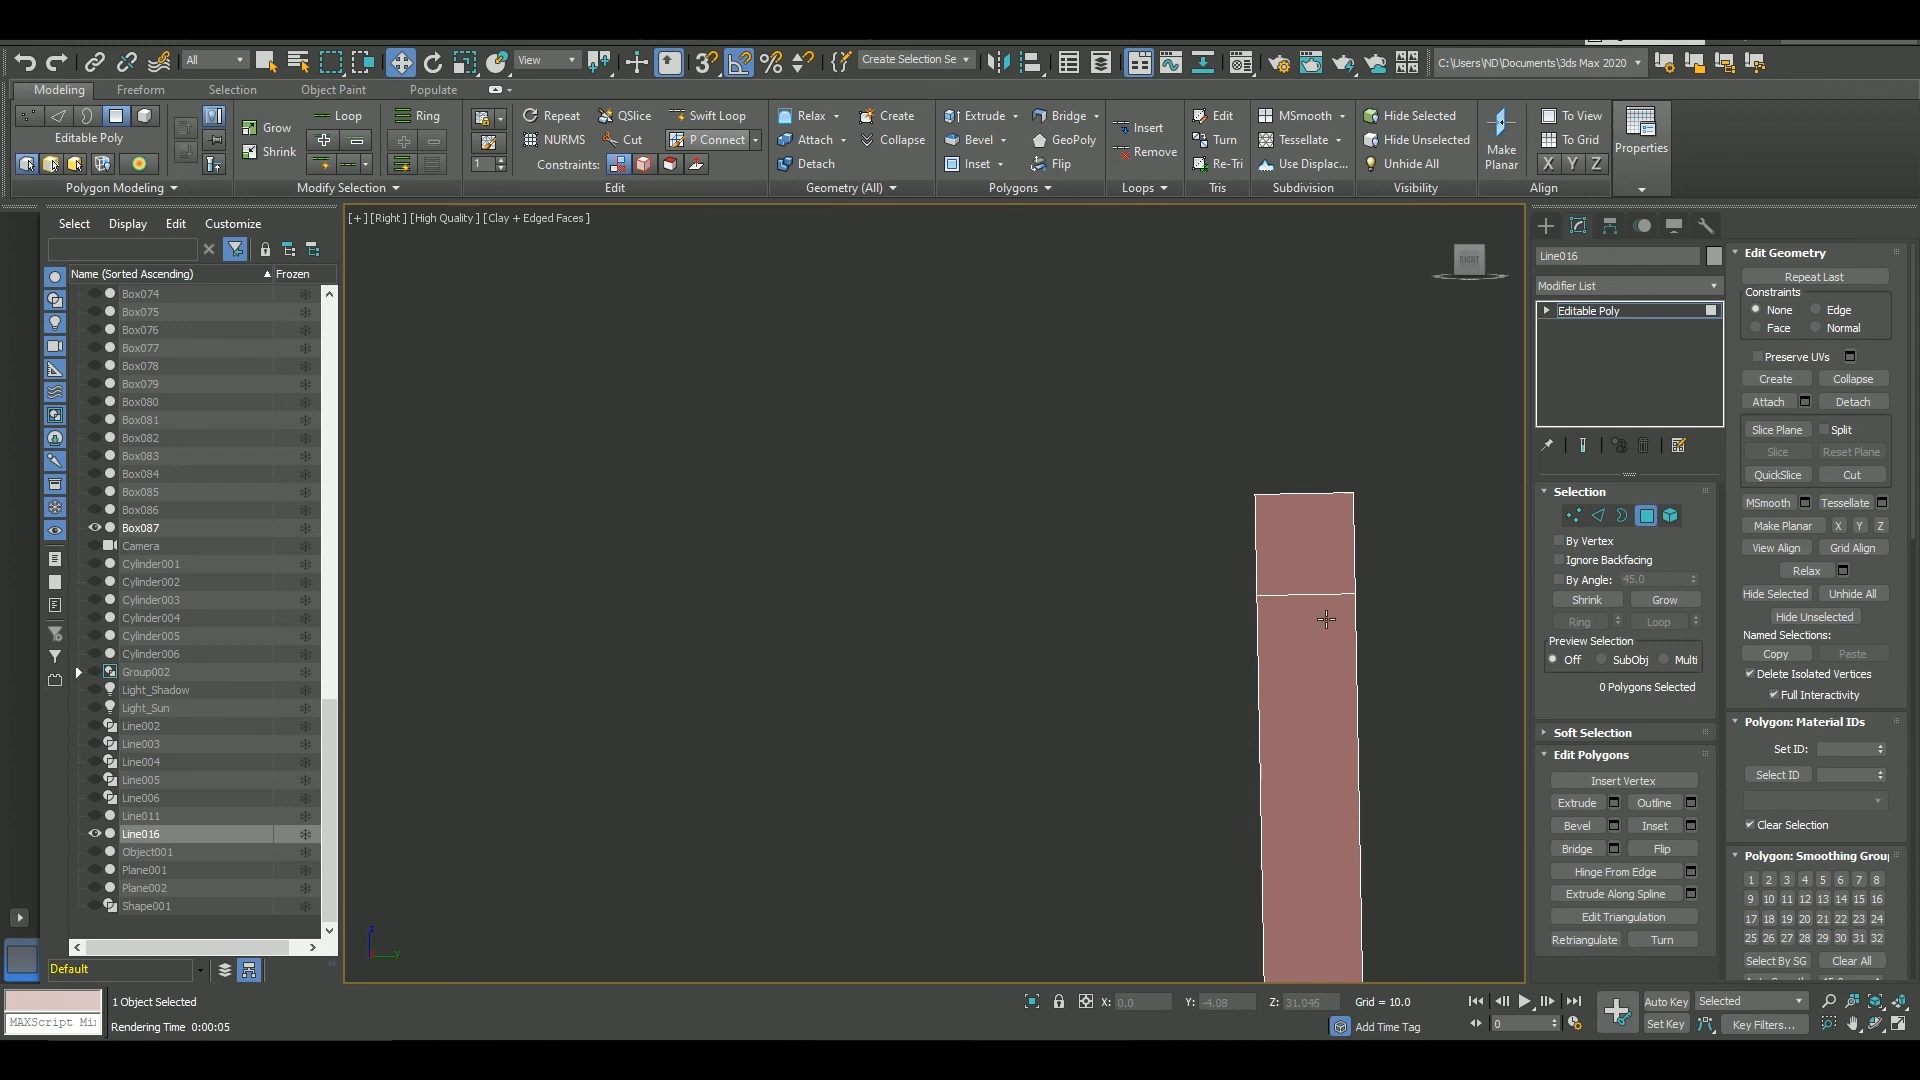 All
View
Create Selection Se
C:\Users\ND\Documents\3ds Max 2020
Modeling Freeform Selection Object Paint Populate
Editable Poly
Polygon Modeling
Grow Loop
Shrink
Modify Selection
Ring
1
Repeat QSlice Swift Loop
NURMS Cut P Connect
Constraints:
Edit
Relax Create
Attach Collapse
Detach
Geometry (All)
Extrude Bridge
Bevel GeoPoly
Inset Flip
Polygons
Insert
Remove
Loops
Edit
Turn
Re-Tri
Tris
MSmooth
Tessellate
Use Displac...
Subdivision
Hide Selected
Hide Unselected
Unhide All
Visibility
Make
Planar
To View
To Grid
X Y Z
Align
Properties
Select Display Edit Customize
Name (Sorted Ascending) Frozen
Box074
Box075
Box076
Box077
Box078
Box079
Box080
Box081
Box082
Box083
Box084
Box085
Box086
Box087
Camera
Cylinder001
Cylinder002
Cylinder003
Cylinder004
Cylinder005
Cylinder006
Group002
Light_Shadow
Light_Sun
Line002
Line003
Line004
Line005
Line006
Line011
Line016
Object001
Plane001
Plane002
Shape001
Default
[+] [Right] [High Quality] [Clay + Edged Faces]
RIGHT
z
y
Line016
Modifier List
Editable Poly
Selection
By Vertex
Ignore Backfacing
By Angle: 45.0
Shrink Grow
Ring Loop
Preview Selection
Off SubObj Multi
0 Polygons Selected
Soft Selection
Edit Polygons
Insert Vertex
Extrude Outline
Bevel Inset
Bridge Flip
Hinge From Edge
Extrude Along Spline
Edit Triangulation
Retriangulate Turn
Edit Geometry
Repeat Last
Constraints
None Edge
Face Normal
Preserve UVs
Create Collapse
Attach Detach
Slice Plane Split
Slice Reset Plane
QuickSlice Cut
MSmooth Tessellate
Make Planar X Y Z
View Align Grid Align
Relax
Hide Selected Unhide All
Hide Unselected
Named Selections:
Copy Paste
Delete Isolated Vertices
Full Interactivity
Polygon: Material IDs
Set ID:
Select ID
Clear Selection
Polygon: Smoothing Grou
1 2 3 4 5 6 7 8
9 10 11 12 13 14 15 16
17 18 19 20 21 22 23 24
25 26 27 28 29 30 31 32
Select By SG Clear All
MAXScript Mi
1 Object Selected
Rendering Time 0:00:05
X: 0.0 Y: -4.08 Z: 31.046 Grid = 10.0
Add Time Tag
0
Auto Key Selected
Set Key Key Filters...